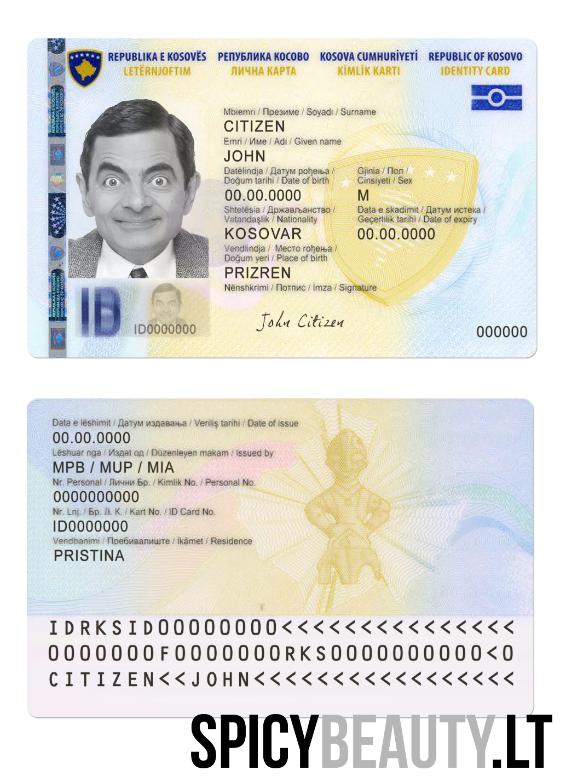 REPUBLIKA E KOSOVËS РЕПУБЛИКА КОСОВО KOSOVA CUMHURİYETİ REPUBLIC OF KOSOVO
LETËRNJOFTIM ЛИЧНА КАРТА KİMLİK KARTI IDENTITY CARD
Mbiemri / Презиме / Soyadı / Surname
CITIZEN
Emri / Име / Adı / Given name
JOHN
Datëlindja / Датум рођења / Gjinia / Пол /
Doğum tarihi / Date of birth Cinsiyeti / Sex
00.00.0000 M
Shtetësia / Држављанство / Data e skadimit / Датум истека /
Vatandaşlık / Nationality Geçerlilik tarihi / Date of expiry
KOSOVAR 00.00.0000
Vendlindja / Место рођења /
Doğum yeri / Place of birth
PRIZREN
Nënshkrimi / Потпис / İmza / Signature
John Citizen
ID ID0000000
000000
Data e lëshimit / Датум издавања / Veriliş tarihi / Date of issue
00.00.0000
Lëshuar nga / Издат од / Düzenleyen makam / Issued by
MPB / MUP / MIA
Nr. Personal / Лични Бр. / Kimlik No. / Personal No.
0000000000
Nr. Lnj. / Бр. Л. К. / Kart No. / ID Card No.
ID0000000
Vendbanimi / Пребивалиште / İkâmet / Residence
PRISTINA
IDRKSID00000000<<<<<<<<<<<<<<<
0000000F0000000RKS00000000000<0
CITIZEN<<JOHN<<<<<<<<<<<<<<<<<
SPICYBEAUTY.LT